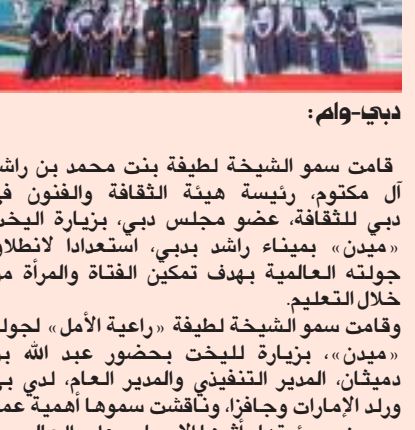 دبي-وام:
قامت سمو الشيخة لطيفة بنت محمد بن راشد
آل مكتوم، رئيسة هيئة الثقافة والفنون في
دبي للثقافة، عضو مجلس دبي، بزيارة اليخت
«ميدن» بميناء راشد بدبي، استعدادا لانطلاق
جولته العالمية بهدف تمكين الفتاة والمرأة من
خلال التعليم.
وقامت سمو الشيخة لطيفة «راعية الأمل» لجولة
«ميدن»، بزيارة لليخت بحضور عبد الله بن
دميثان، المدير التنفيذي والمدير العام، لدي بي
ورلد الإمارات وجافزا، وناقشت سموها أهمية عمل